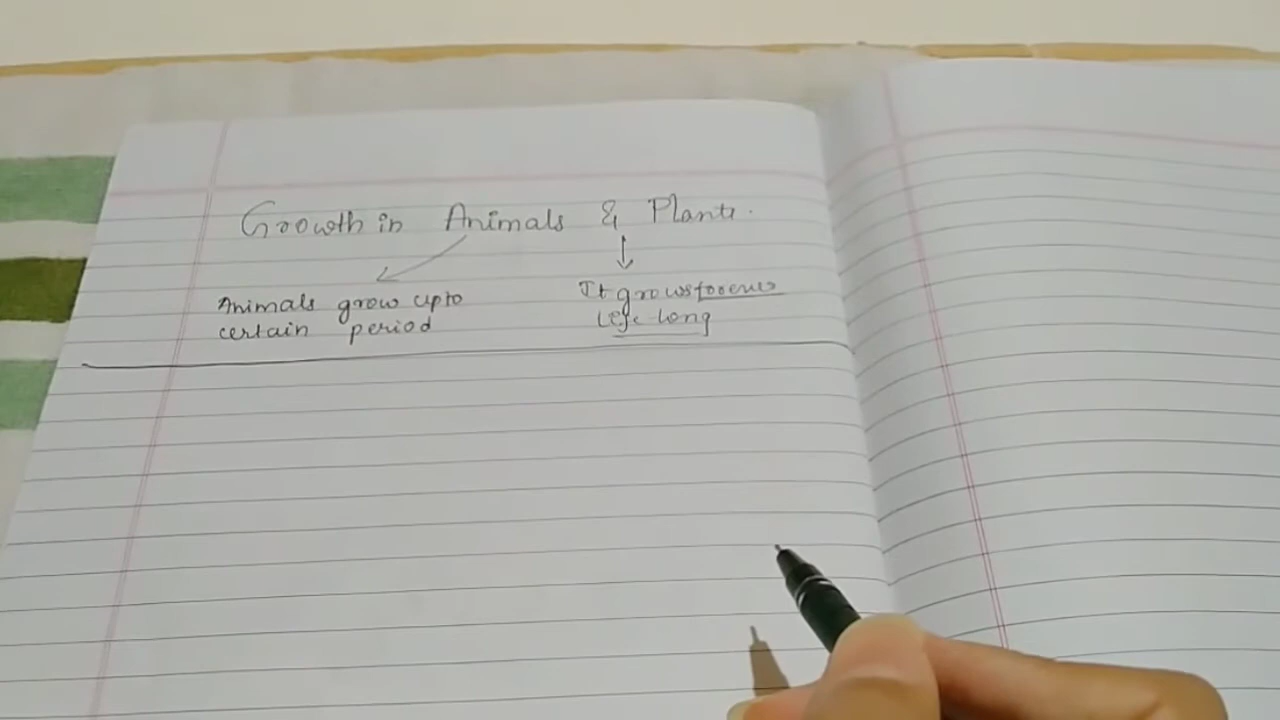 Growth in Animals & Plants.
Animals grow upto
certain period
It grows forever
Life-long